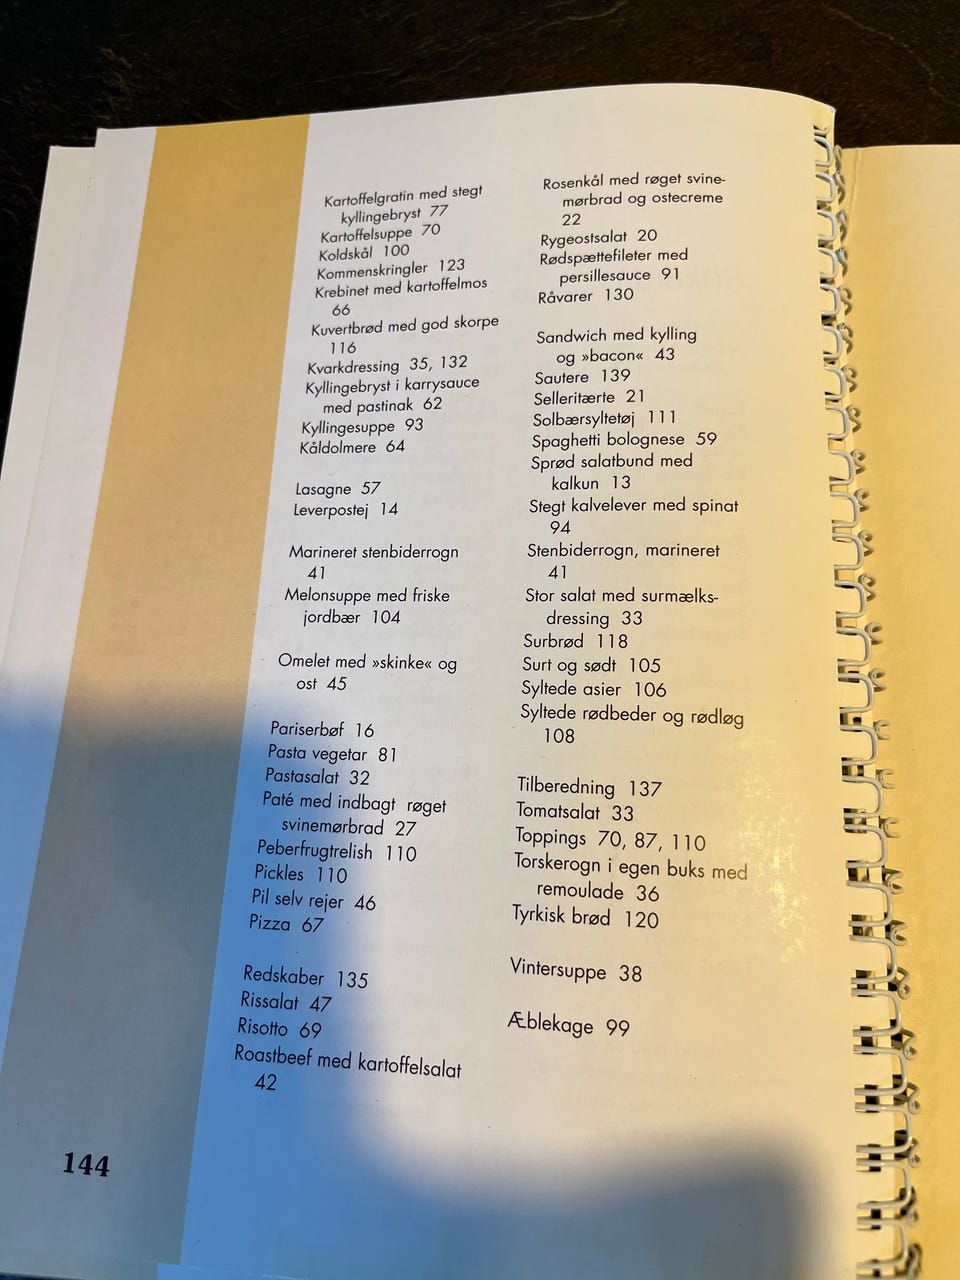 Kartoffelgratin med stegt
kyllingebryst 77
Kartoffelsuppe 70
Koldskål 100
Kommenskringler 123
Krebinet med kartoffelmos
66
Kuvertbrød med god skorpe
116
Kvarkdressing 35, 132
Kyllingebryst i karrysauce
med pastinak 62
Kyllingesuppe 93
Kåldolmere 64
Lasagne 57
Leverpostej 14
Marineret stenbiderrogn
41
Melonsuppe med friske
jordbær 104
Omelet med »skinke« og
ost 45
Pariserbøf 16
Pasta vegetar 81
Pastasalat 32
Paté med indbagt røget
svinemørbrad 27
Peberfrugtrelish 110
Pickles 110
Pil selv rejer 46
Pizza 67
Redskaber 135
Rissalat 47
Risotto 69
Roastbeef med kartoffelsalat
42
144
Rosenkål med røget svine-
mørbrad og ostecreme
22
Rygeostsalat 20
Rødspættefileter med
persillesauce 91
Råvarer 130
Sandwich med kylling
og »bacon« 43
Sautere 139
Selleritærte 21
Solbærsyltetøj 111
Spaghetti bolognese 59
Sprød salatbund med
kalkun 13
Stegt kalvelever med spinat
94
Stenbiderrogn, marineret
41
Stor salat med surmælks-
dressing 33
Surbrød 118
Surt og sødt 105
Syltede asier 106
Syltede rødbeder og rødløg
108
Tilberedning 137
Tomatsalat 33
Toppings 70, 87, 110
Torskerogn i egen buks med
remoulade 36
Tyrkisk brød 120
Vintersuppe 38
Æblekage 99